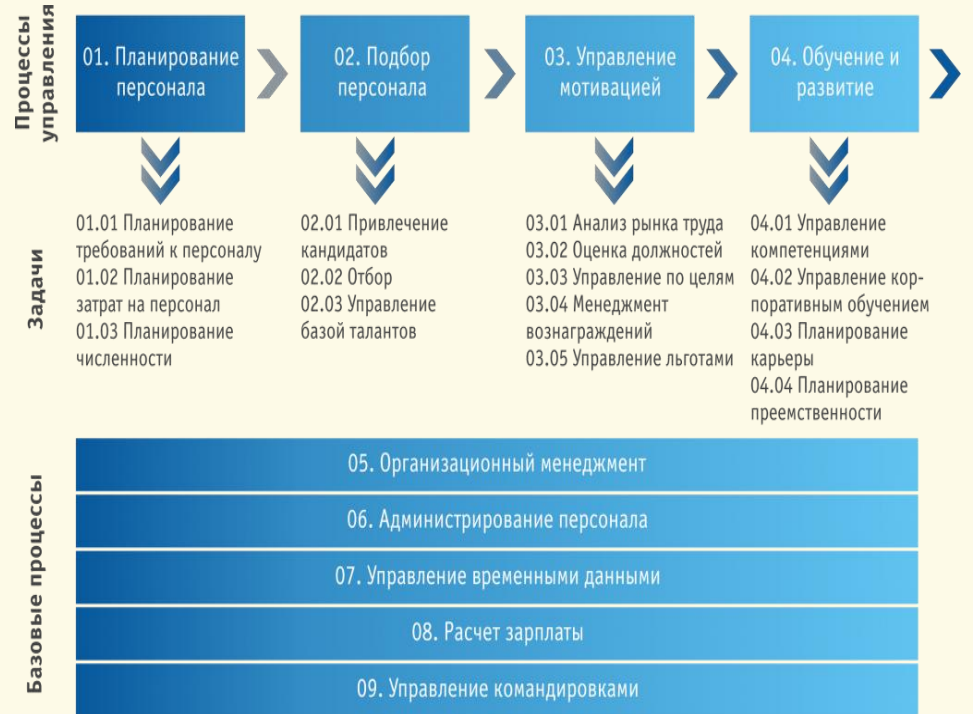 Процессы
управления
01. Планирование
персонала
02. Подбор
персонала
03. Управление
мотивацией
04. Обучение и
развитие
Задачи
01.01 Планирование
требований к персоналу
01.02 Планирование
затрат на персонал
01.03 Планирование
численности
02.01 Привлечение
кандидатов
02.02 Отбор
02.03 Управление
базой талантов
03.01 Анализ рынка труда
03.02 Оценка должностей
03.03 Управление по целям
03.04 Менеджмент
вознаграждений
03.05 Управление льготами
04.01 Управление
компетенциями
04.02 Управление кор-
поративным обучением
04.03 Планирование
карьеры
04.04 Планирование
преемственности
Базовые процессы
05. Организационный менеджмент
06. Администрирование персонала
07. Управление временными данными
08. Расчет зарплаты
09. Управление командировками